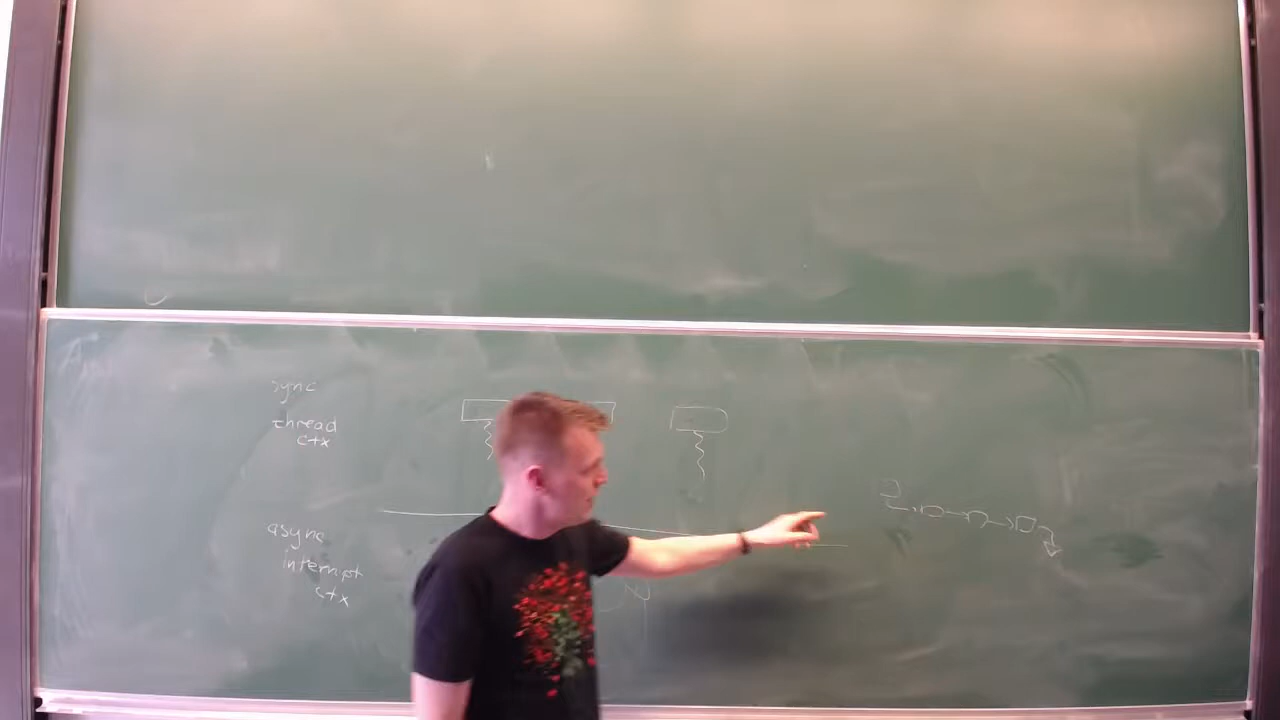 sync
thread
ctx
async
interrupt
ctx